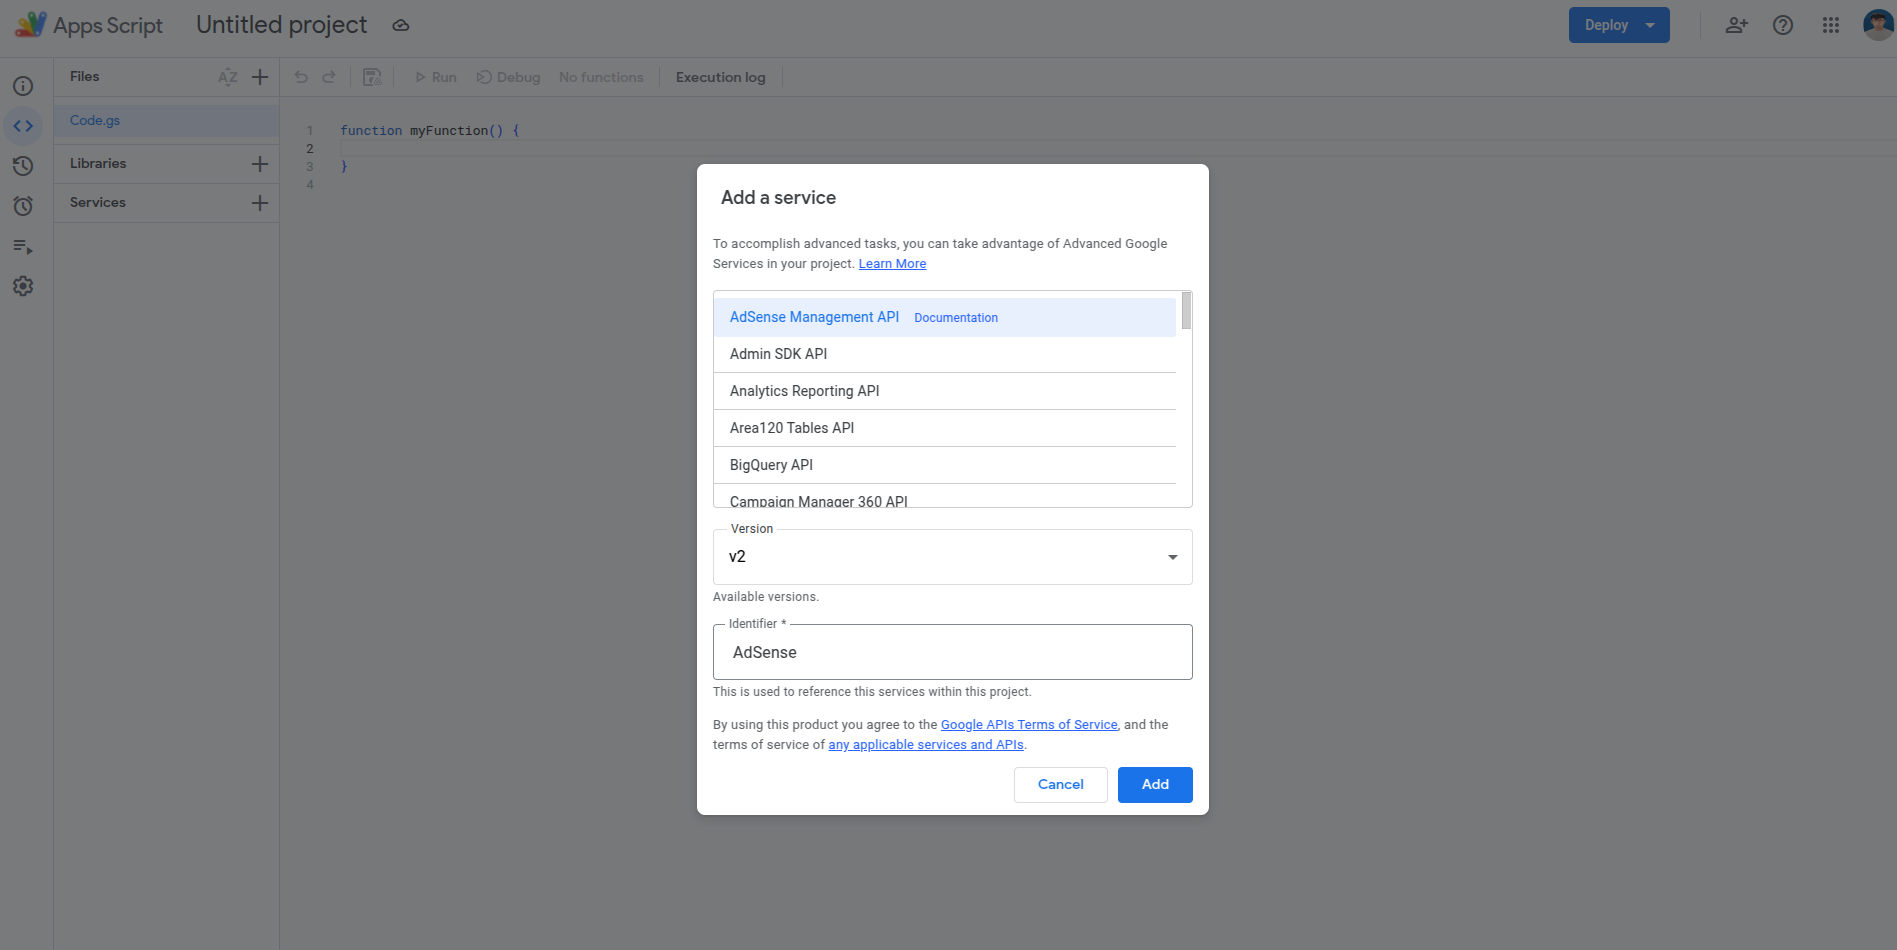 Apps Script
Untitled project
Deploy
Files
AZ
Run
Debug
No functions
Execution log
Code.gs
Libraries
Services
1 function myFunction() {
2
3 }
4
Add a service
To accomplish advanced tasks, you can take advantage of Advanced Google
Services in your project. Learn More
AdSense Management API Documentation
Admin SDK API
Analytics Reporting API
Area120 Tables API
BigQuery API
Campaign Manager 360 API
Version
v2
Available versions.
Identifier *
AdSense
This is used to reference this services within this project.
By using this product you agree to the Google APIs Terms of Service, and the
terms of service of any applicable services and APIs.
Cancel
Add